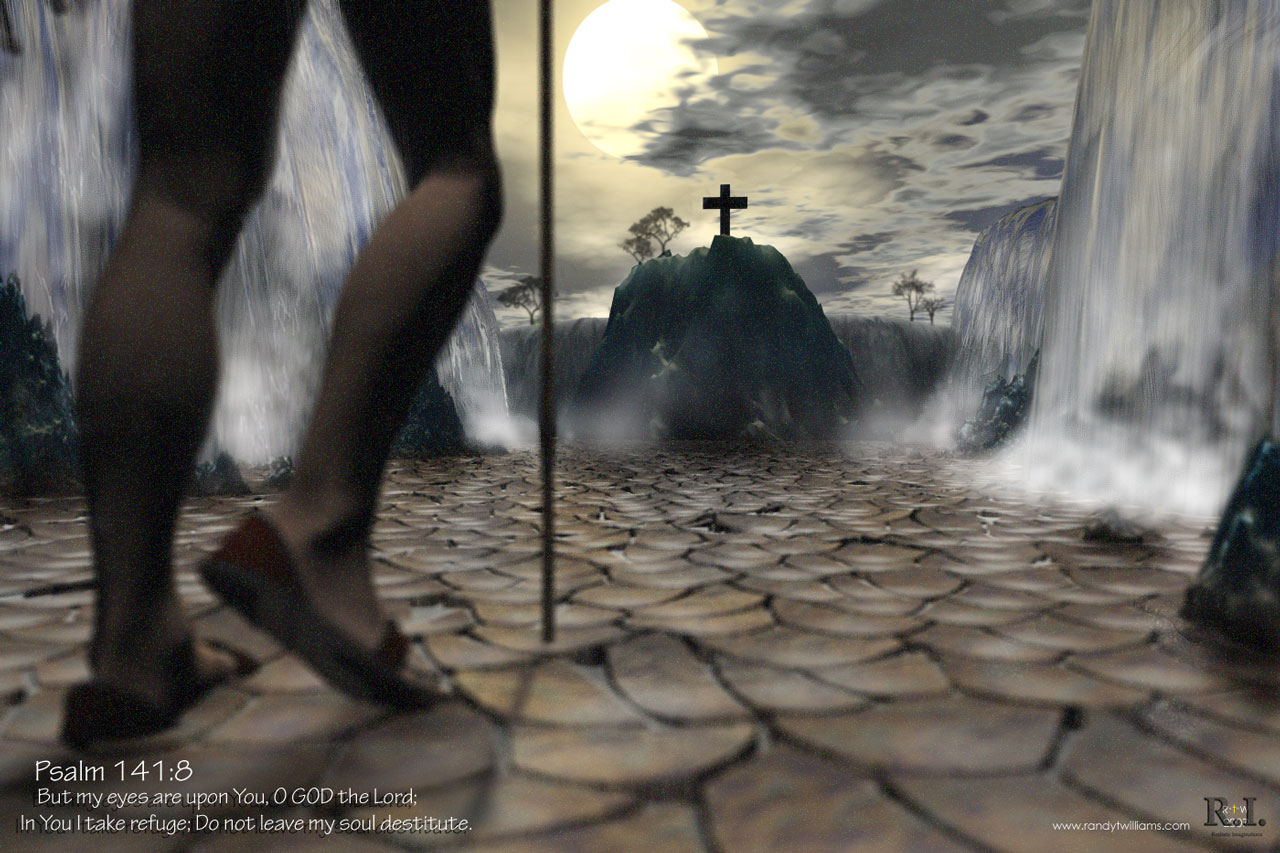 Psalm 141:8
But my eyes are upon You, O GOD the Lord;
In You I take refuge; Do not leave my soul destitute.
www.randytwilliams.com
R.I.